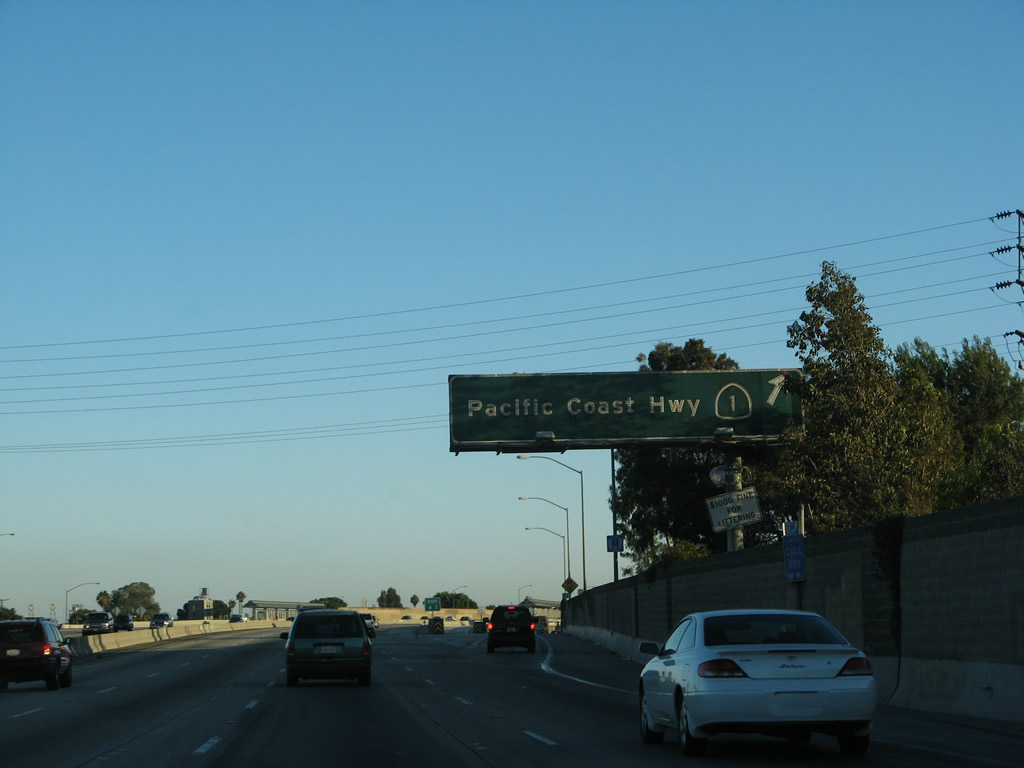 Pacific Coast Hwy 1
$1000 FINE
FOR
LITTERING